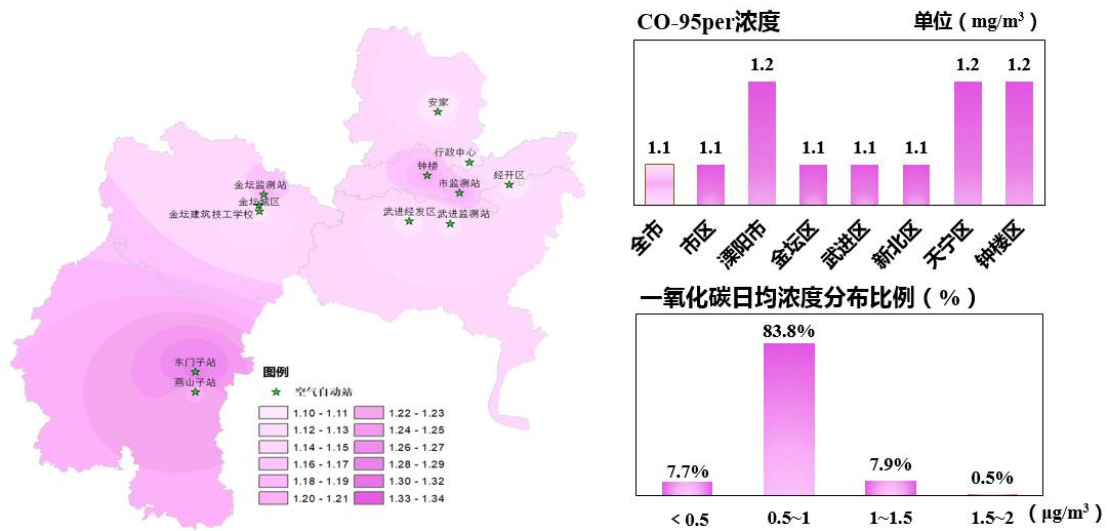 安家
行政中心
钟楼
经开区
市监测站
金坛监测站
金坛城区
金坛建筑技工学校
武进经发区
武进监测站
东门子站
燕山子站
图例
空气自动站
1.10 - 1.11
1.12 - 1.13
1.14 - 1.15
1.16 - 1.17
1.18 - 1.19
1.20 - 1.21
1.22 - 1.23
1.24 - 1.25
1.26 - 1.27
1.28 - 1.29
1.30 - 1.32
1.33 - 1.34
CO-95per浓度 单位（mg/m³）
1.1 1.1 1.2 1.1 1.1 1.1 1.2 1.2
全市 市区 溧阳市 金坛区 武进区 新北区 天宁区 钟楼区
一氧化碳日均浓度分布比例（%）
7.7% 83.8% 7.9% 0.5%
＜0.5 0.5~1 1~1.5 1.5~2 （μg/m³）